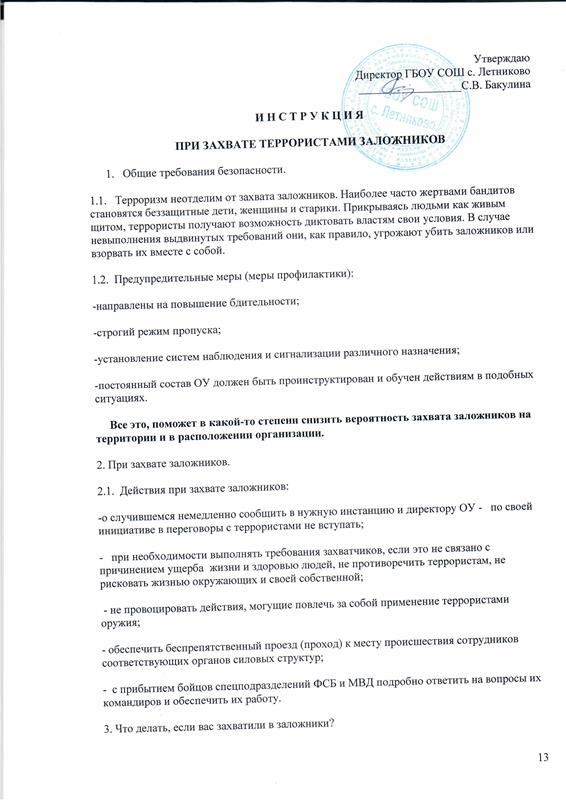 Утверждаю
Директор ГБОУ СОШ с. Летниково
__________________С.В. Бакулина
ГБОУ СОШ
с. Летниково
И Н С Т Р У К Ц И Я
ПРИ ЗАХВАТЕ ТЕРРОРИСТАМИ ЗАЛОЖНИКОВ
1. Общие требования безопасности.
1.1. Терроризм неотделим от захвата заложников. Наиболее часто жертвами бандитов
становятся беззащитные дети, женщины и старики. Прикрываясь людьми как живым
щитом, террористы получают возможность диктовать властям свои условия. В случае
невыполнения выдвинутых требований они, как правило, угрожают убить заложников или
взорвать их вместе с собой.
1.2. Предупредительные меры (меры профилактики):
-направлены на повышение бдительности;
-строгий режим пропуска;
-установление систем наблюдения и сигнализации различного назначения;
-постоянный состав ОУ должен быть проинструктирован и обучен действиям в подобных
ситуациях.
Все это, поможет в какой-то степени снизить вероятность захвата заложников на
территории и в расположении организации.
2. При захвате заложников.
2.1. Действия при захвате заложников:
-о случившемся немедленно сообщить в нужную инстанцию и директору ОУ - по своей
инициативе в переговоры с террористами не вступать;
- при необходимости выполнять требования захватчиков, если это не связано с
причинением ущерба жизни и здоровью людей, не противоречить террористам, не
рисковать жизнью окружающих и своей собственной;
- не провоцировать действия, могущие повлечь за собой применение террористами
оружия;
- обеспечить беспрепятственный проезд (проход) к месту происшествия сотрудников
соответствующих органов силовых структур;
- с прибытием бойцов спецподразделений ФСБ и МВД подробно ответить на вопросы их
командиров и обеспечить их работу.
3. Что делать, если вас захватили в заложники?
13